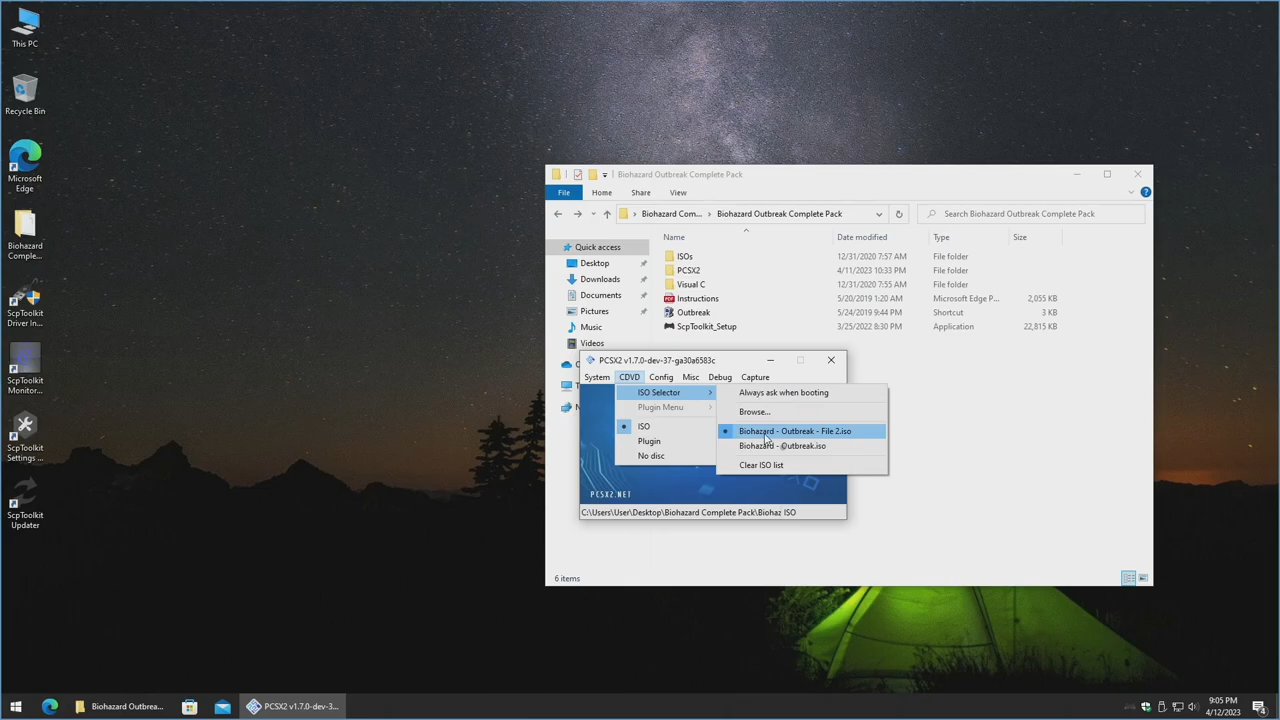 This PC
Recycle Bin
Microsoft
Edge
Biohazard
Comple...
ScpToolkit
Driver In...
ScpToolkit
Monitor...
ScpToolkit
Settings ...
ScpToolkit
Updater
Biohazard Outbreak Complete Pack
File Home Share View
Biohazard Com... Biohazard Outbreak Complete Pack
Search Biohazard Outbreak Complete Pack
Quick access
Desktop
Downloads
Documents
Pictures
Music
Videos
Name Date modified Type Size
ISOs 12/31/2020 7:57 AM File folder
PCSX2 4/11/2023 10:33 PM File folder
Visual C 12/31/2020 7:55 AM File folder
Instructions 5/20/2019 1:20 AM Microsoft Edge P... 2,055 KB
Outbreak 5/24/2019 9:44 PM Shortcut 3 KB
ScpToolkit_Setup 3/25/2022 8:30 PM Application 22,815 KB
PCSX2 v1.7.0-dev-37-ga30a6583c
System CDVD Config Misc Debug Capture
ISO Selector
Plugin Menu
ISO
Plugin
No disc
Always ask when booting
Browse...
Biohazard - Outbreak - File 2.iso
Biohazard - Outbreak.iso
Clear ISO list
PCSX2.NET
C:\Users\User\Desktop\Biohazard Complete Pack\Biohaz ISO
6 items
Biohazard Outbrea...
PCSX2 v1.7.0-dev-3...
9:05 PM
4/12/2023
4